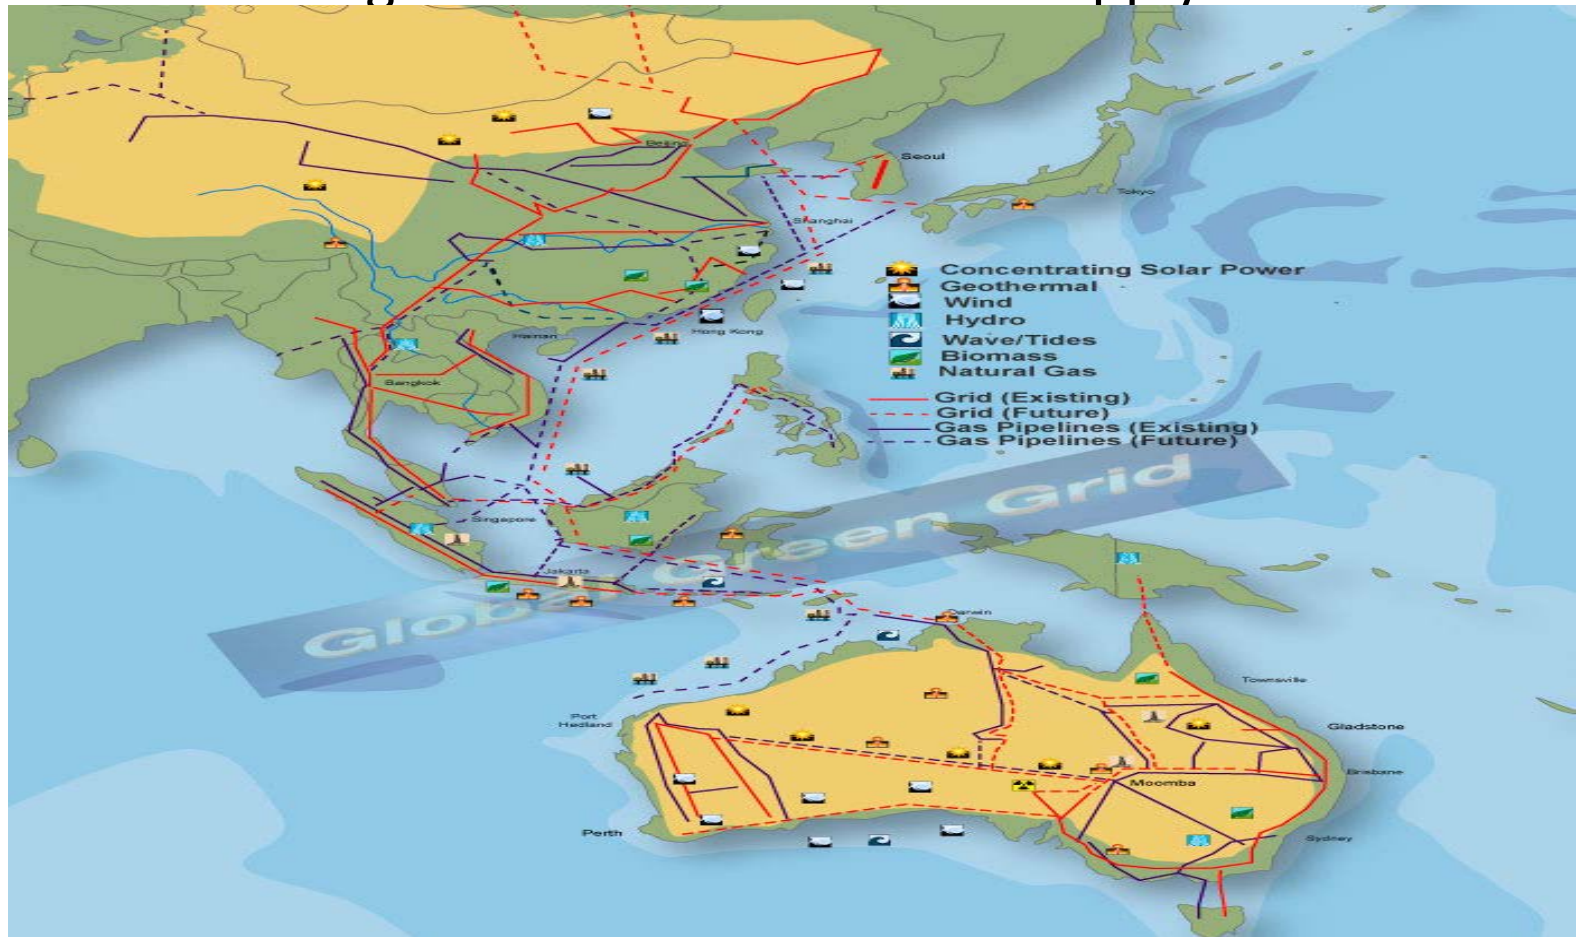 Beijing
Seoul
Tokyo
Shanghai
Concentrating Solar Power
Geothermal
Wind
Hydro
Wave/Tides
Biomass
Natural Gas
Hong Kong
Hainan
Bangkok
Grid (Existing)
Grid (Future)
Gas Pipelines (Existing)
Gas Pipelines (Future)
Singapore
Jakarta
Global Green Grid
Darwin
Townsville
Port
Hedland
Gladstone
Brisbane
Moomba
Perth
Sydney